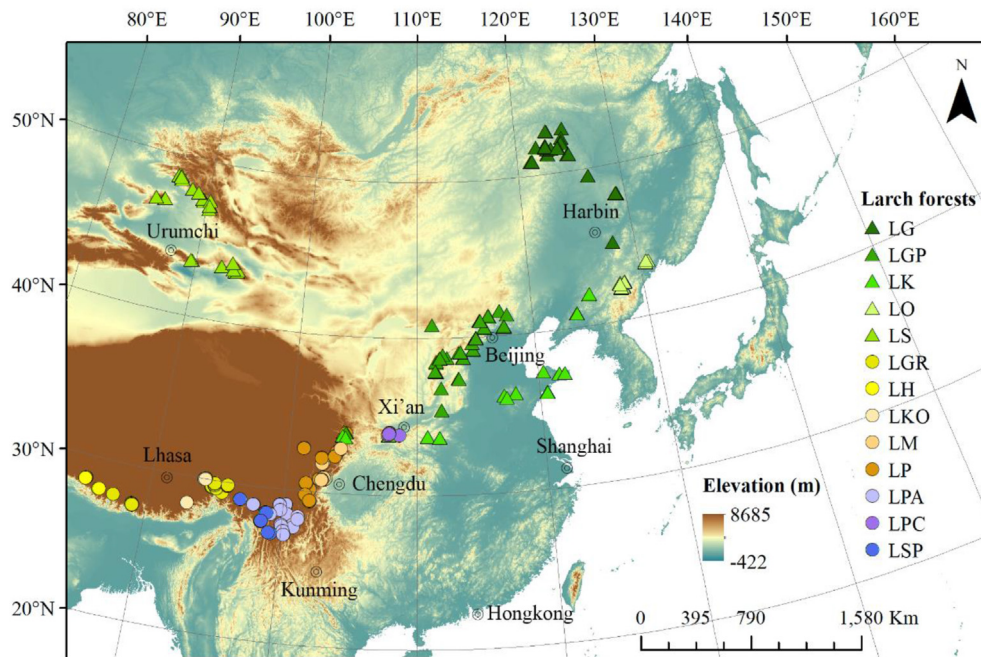 80°E 90°E 100°E 110°E 120°E 130°E 140°E 150°E 160°E
N
50°N
40°N
30°N
20°N
Urumchi
Harbin
Beijing
Xi'an
Shanghai
Lhasa
Chengdu
Kunming
Hongkong
Larch forests
LG
LGP
LK
LO
LS
LGR
LH
LKO
LM
LP
LPA
LPC
LSP
Elevation (m)
8685
-422
0 395 790 1,580 Km